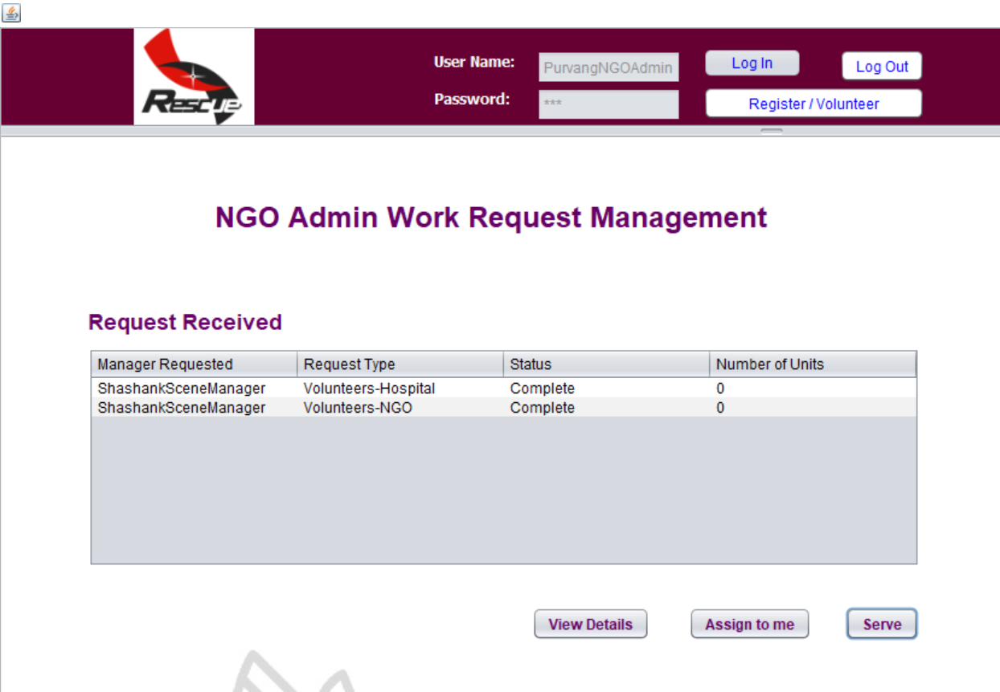 Rescue
User Name: PurvangNGOAdmin Log In Log Out
Password: *** Register / Volunteer
NGO Admin Work Request Management
Request Received
Manager Requested Request Type Status Number of Units
ShashankSceneManager Volunteers-Hospital Complete 0
ShashankSceneManager Volunteers-NGO Complete 0
View Details Assign to me Serve